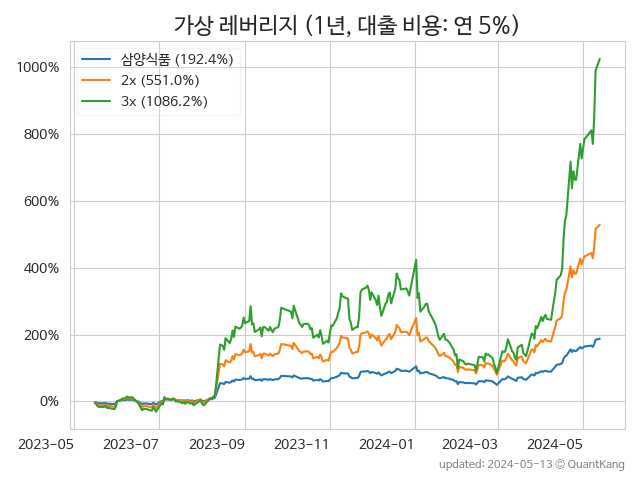 가상 레버리지 (1년, 대출 비용: 연 5%)
삼양식품 (192.4%)
2x (551.0%)
3x (1086.2%)
1000%
800%
600%
400%
200%
0%
2023-05 2023-07 2023-09 2023-11 2024-01 2024-03 2024-05
updated: 2024-05-13 © QuantKang